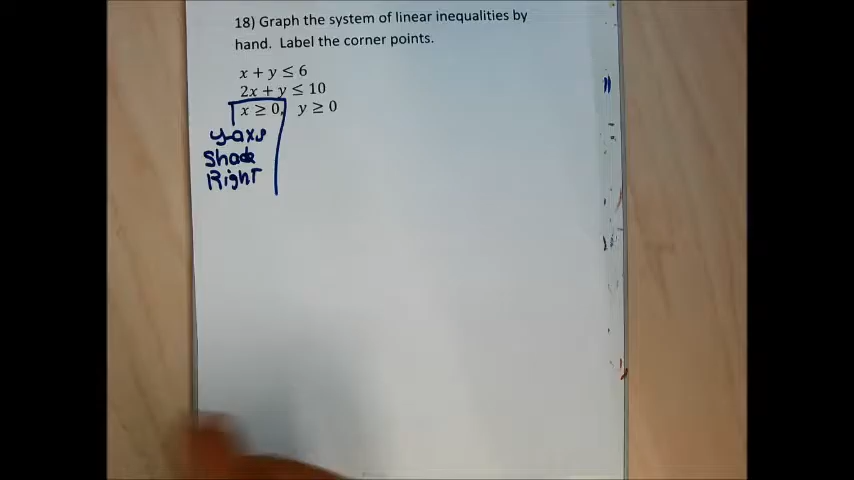 18) Graph the system of linear inequalities by
hand. Label the corner points.
x + y ≤ 6
2x + y ≤ 10
x ≥ 0, y ≥ 0
y-axis
Shade
Right